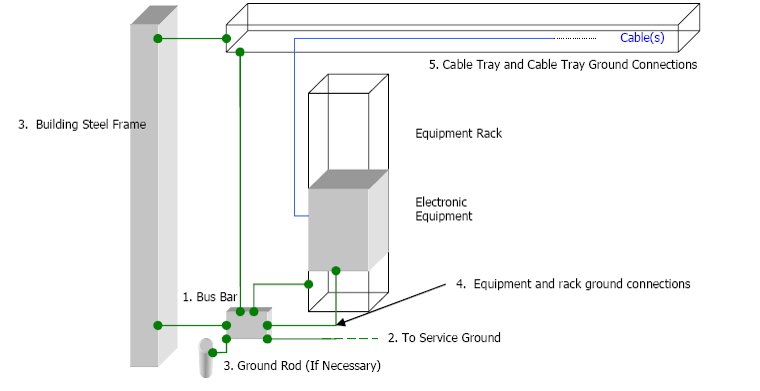 Cable(s)
5. Cable Tray and Cable Tray Ground Connections
3. Building Steel Frame
Equipment Rack
Electronic
Equipment
4. Equipment and rack ground connections
1. Bus Bar
2. To Service Ground
3. Ground Rod (If Necessary)